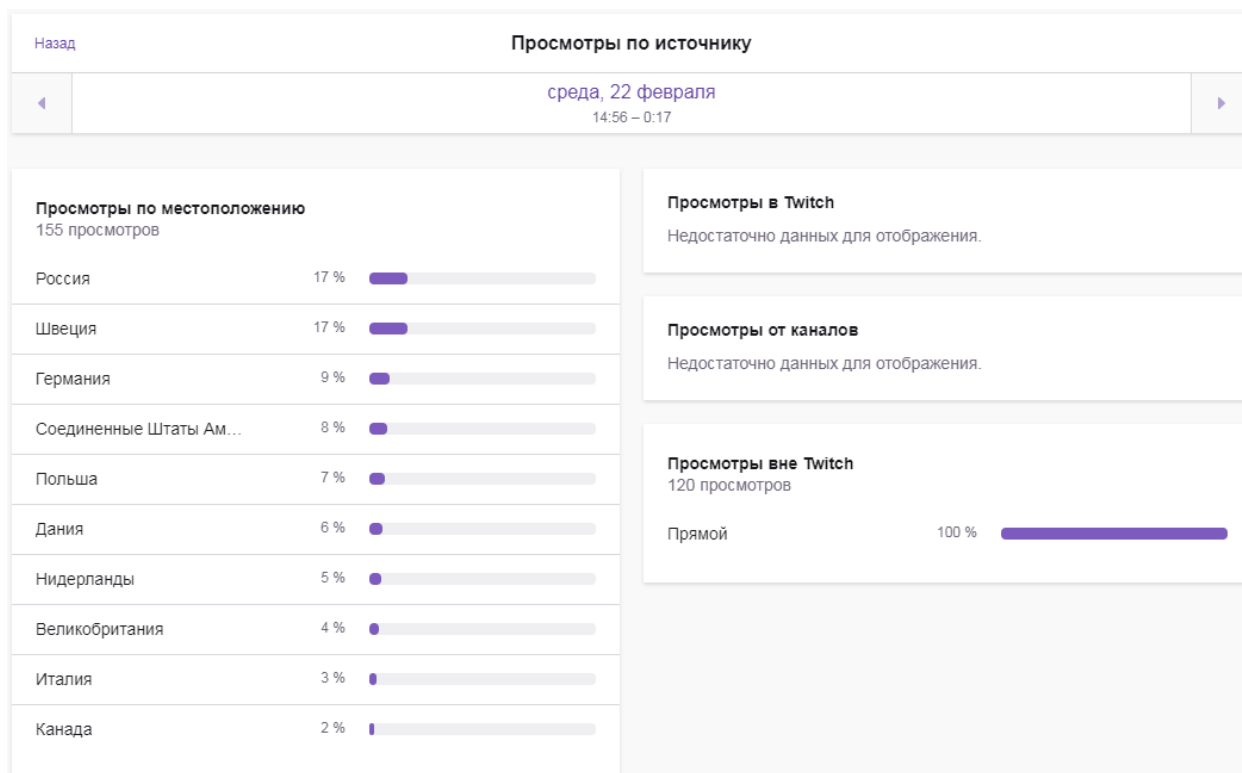 Назад
Просмотры по источнику
среда, 22 февраля
14:56 – 0:17
Просмотры по местоположению
155 просмотров
Россия 17 %
Швеция 17 %
Германия 9 %
Соединенные Штаты Ам...
8 %
Польша 7 %
Дания 6 %
Нидерланды 5 %
Великобритания 4 %
Италия 3 %
Канада 2 %
Просмотры в Twitch
Недостаточно данных для отображения.
Просмотры от каналов
Недостаточно данных для отображения.
Просмотры вне Twitch
120 просмотров
Прямой 100 %